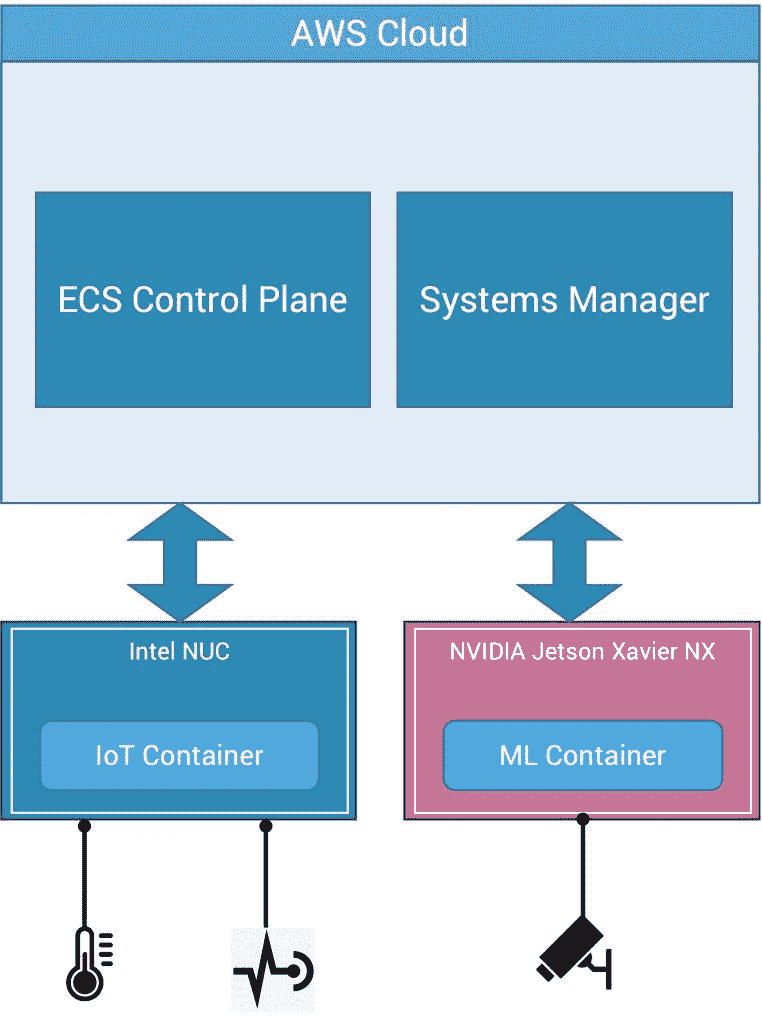 AWS Cloud
ECS Control Plane
Systems Manager
Intel NUC
NVIDIA Jetson Xavier NX
IoT Container
ML Container